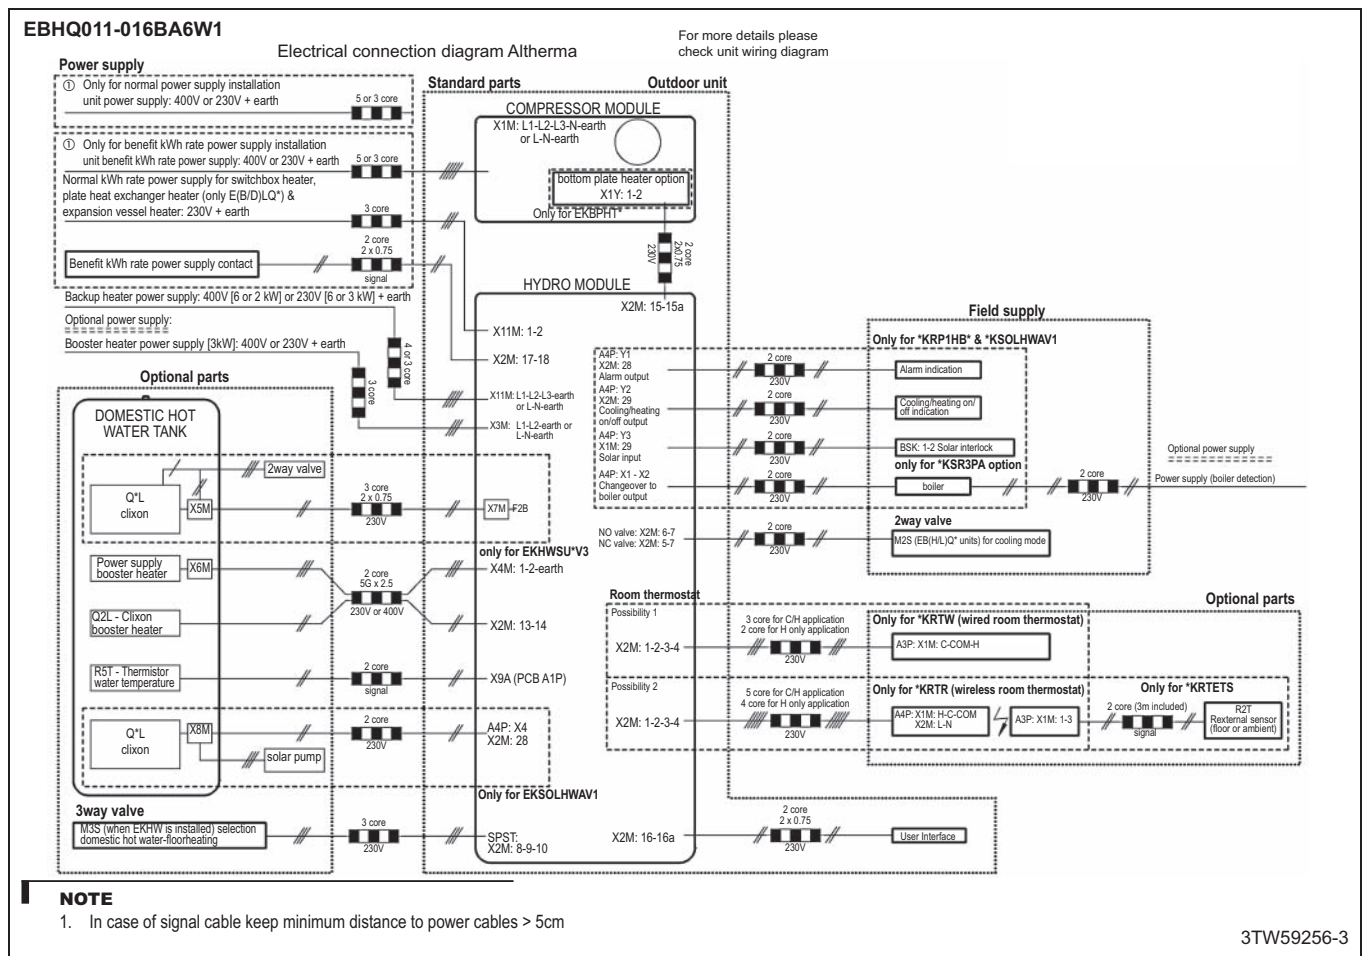 EBHQ011-016BA6W1
Electrical connection diagram Altherma
For more details please
check unit wiring diagram
Power supply
① Only for normal power supply installation
unit power supply: 400V or 230V + earth
5 or 3 core
① Only for benefit kWh rate power supply installation
unit benefit kWh rate power supply: 400V or 230V + earth
5 or 3 core
Normal kWh rate power supply for switchbox heater,
plate heat exchanger heater (only E(B/D)LQ*) &
expansion vessel heater: 230V + earth
3 core
2 core
2 x 0.75
signal
Benefit kWh rate power supply contact
Backup heater power supply: 400V [6 or 2 kW] or 230V [6 or 3 kW] + earth
Optional power supply:
Booster heater power supply [3kW]: 400V or 230V + earth
4 or 3 core
3 core
Standard parts
Outdoor unit
COMPRESSOR MODULE
X1M: L1-L2-L3-N-earth
or L-N-earth
bottom plate heater option
X1Y: 1-2
Only for EKBPHT*
2 core
2x0.75
230V
HYDRO MODULE
X2M: 15-15a
X11M: 1-2
X2M: 17-18
X11M: L1-L2-L3-earth
or L-N-earth
X3M: L1-L2-earth or
L-N-earth
A4P: Y1
X2M: 28
Alarm output
A4P: Y2
X2M: 29
Cooling/heating
on/off output
A4P: Y3
X1M: 29
Solar input
A4P: X1 - X2
Changeover to
boiler output
NO valve: X2M: 6-7
NC valve: X2M: 5-7
Field supply
Only for *KRP1HB* & *KSOLHWAV1
2 core
230V
Alarm indication
2 core
230V
Cooling/heating on/
off indication
2 core
230V
BSK: 1-2 Solar interlock
only for *KSR3PA option
2 core
230V
boiler
2 core
230V
Optional power supply
Power supply (boiler detection)
2way valve
2 core
230V
M2S (EB(H/L)Q* units) for cooling mode
Optional parts
DOMESTIC HOT
WATER TANK
2way valve
Q*L
clixon
X5M
3 core
2 x 0.75
230V
X7M
F2B
only for EKHWSU*V3
Power supply
booster heater
X6M
2 core
5G x 2.5
230V or 400V
X4M: 1-2-earth
Q2L - Clixon
booster heater
X2M: 13-14
R5T - Thermistor
water temperature
2 core
signal
X9A (PCB A1P)
Q*L
clixon
X8M
2 core
230V
A4P: X4
X2M: 28
solar pump
Only for EKSOLHWAV1
3way valve
M3S (when EKHW is installed) selection
domestic hot water-floorheating
3 core
230V
SPST:
X2M: 8-9-10
Room thermostat
Optional parts
Possibility 1
X2M: 1-2-3-4
3 core for C/H application
2 core for H only application
230V
Only for *KRTW (wired room thermostat)
A3P: X1M: C-COM-H
Possibility 2
X2M: 1-2-3-4
5 core for C/H application
4 core for H only application
230V
Only for *KRTR (wireless room thermostat)
A4P: X1M: H-C-COM
X2M: L-N
A3P: X1M: 1-3
Only for *KRTETS
2 core (3m included)
signal
R2T
Rexternal sensor
(floor or ambient)
X2M: 16-16a
2 core
2 x 0.75
230V
User Interface
NOTE
1. In case of signal cable keep minimum distance to power cables > 5cm
3TW59256-3